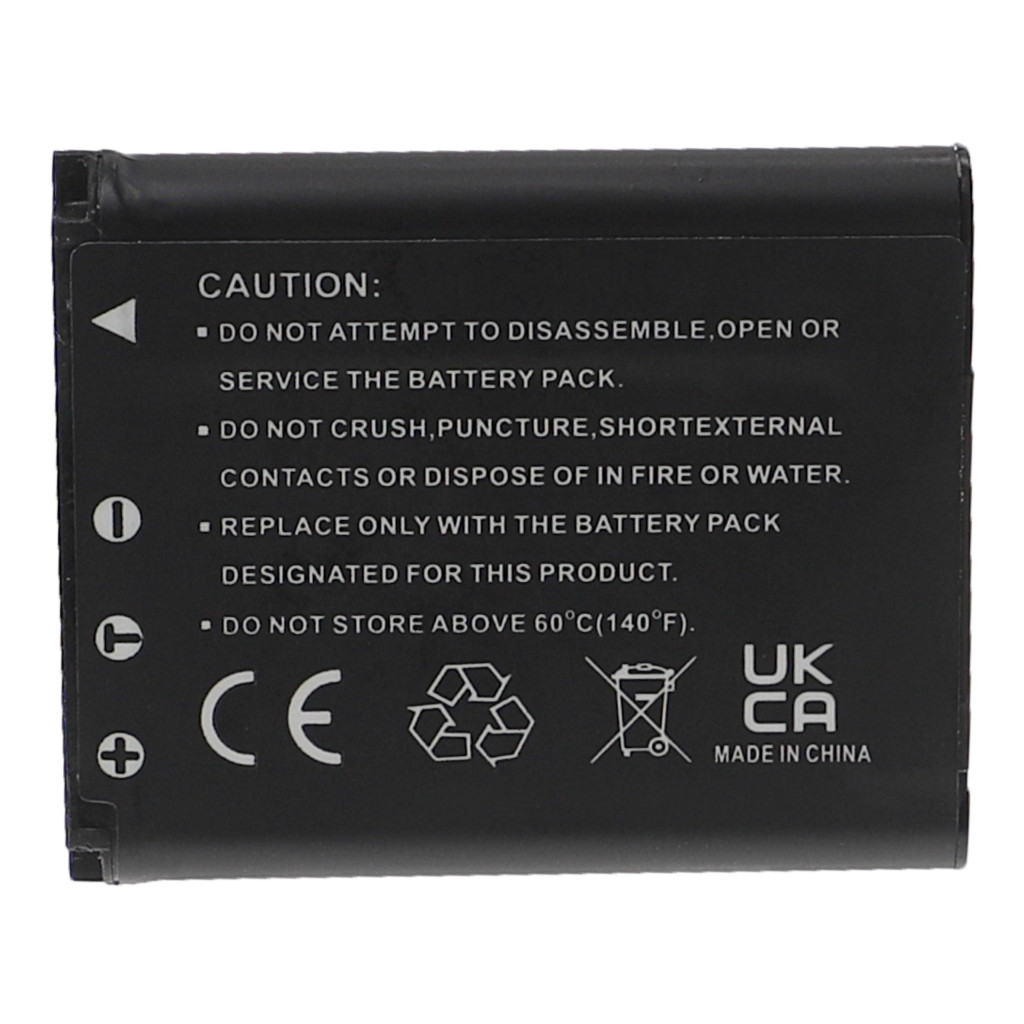 CAUTION:
▪ DO NOT ATTEMPT TO DISASSEMBLE,OPEN OR
SERVICE THE BATTERY PACK.
▪ DO NOT CRUSH,PUNCTURE,SHORTEXTERNAL
CONTACTS OR DISPOSE OF IN FIRE OR WATER.
▪ REPLACE ONLY WITH THE BATTERY PACK
DESIGNATED FOR THIS PRODUCT.
▪ DO NOT STORE ABOVE 60°C(140°F).
− 
T
+
CE
UK
CA
MADE IN CHINA